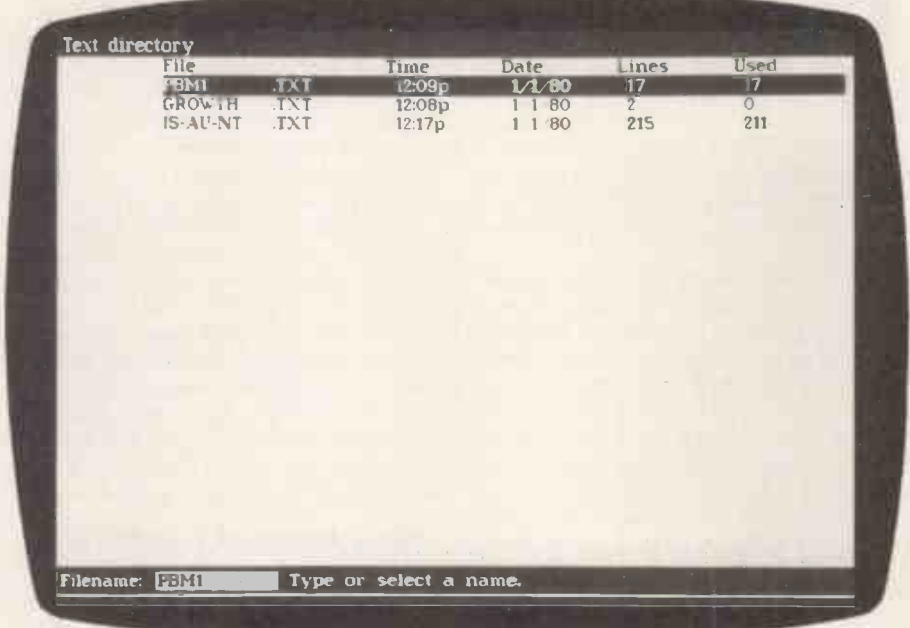 Text directory
File Time Date Lines Used
PBM1 .TXT 12:09p 1/1/80 17 17
GROWTH .TXT 12:08p 1 1 80 2 0
IS-AU-NT .TXT 12:17p 1 1 80 215 211
Filename: PBM1 Type or select a name.